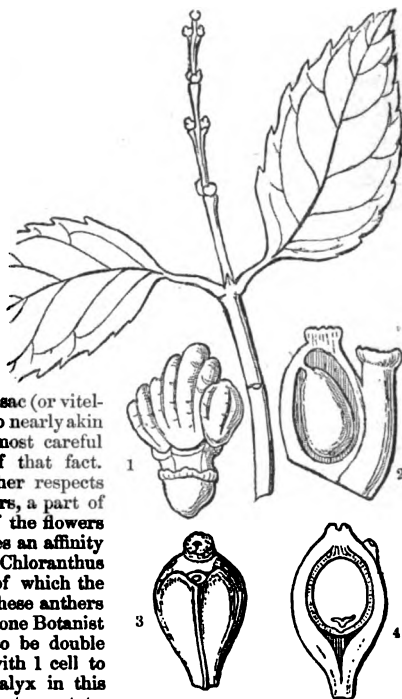 sac (or vitel-
nearly akin
most careful
that fact.
her respects
rs, a part of
the flowers
es an affinity
Chloranthus
of which the
hese anthers
one Botanist
o be double
with 1 cell to
alyx in this
1
2
3
4